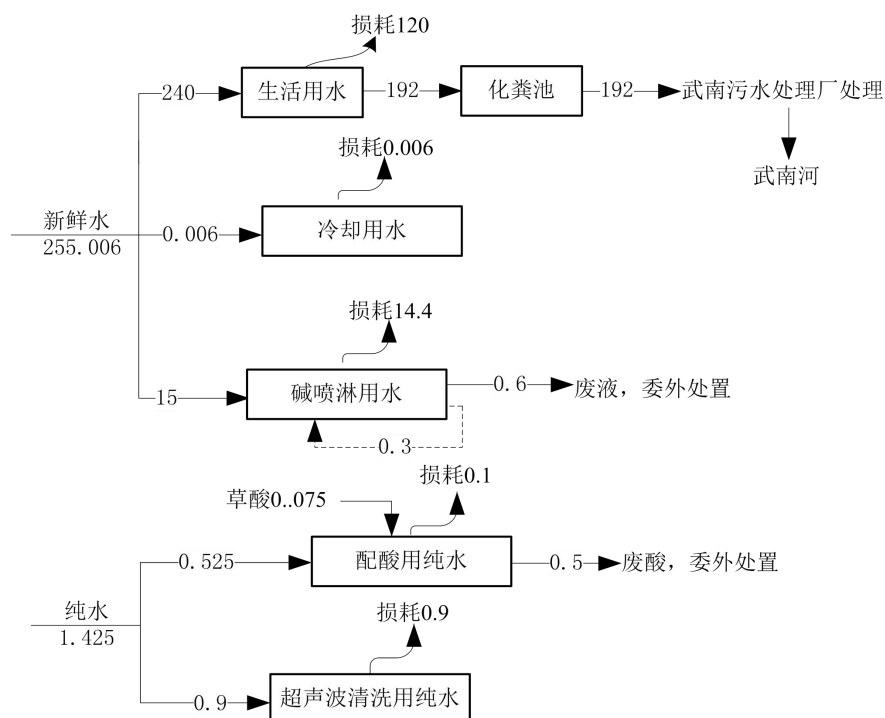 损耗120
240
生活用水
192
化粪池
192
武南污水处理厂处理
武南河
损耗0.006
新鲜水
255.006
0.006
冷却用水
损耗14.4
15
碱喷淋用水
0.6
废液，委外处置
0.3
损耗0.1
草酸0..075
0.525
配酸用纯水
0.5
废酸，委外处置
纯水
1.425
损耗0.9
0.9
超声波清洗用纯水